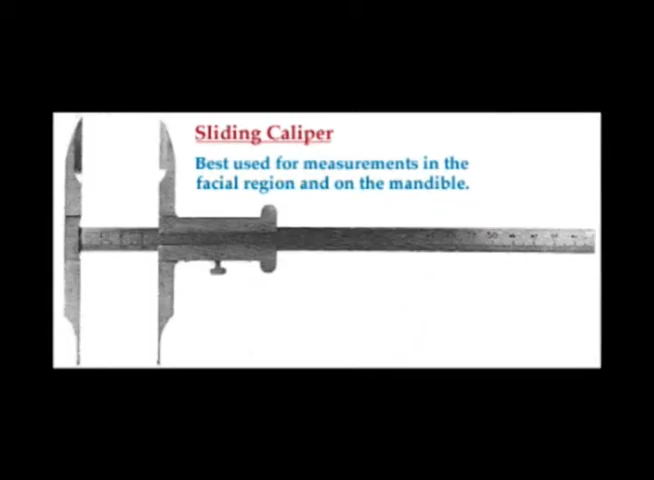 Sliding Caliper
Best used for measurements in the
facial region and on the mandible.